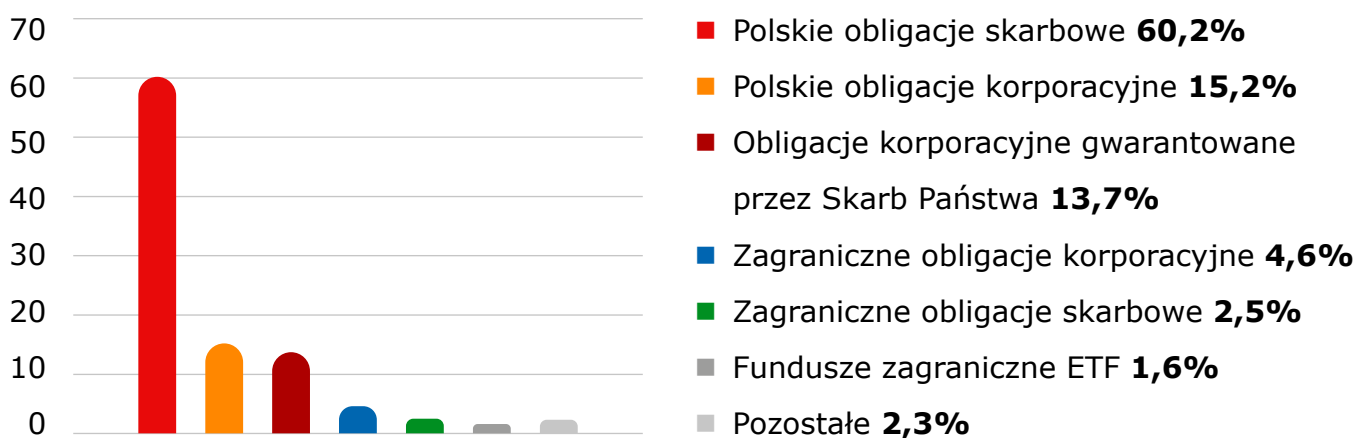 70
60
50
40
30
20
10
0
Polskie obligacje skarbowe 60,2%
Polskie obligacje korporacyjne 15,2%
Obligacje korporacyjne gwarantowane
przez Skarb Państwa 13,7%
Zagraniczne obligacje korporacyjne 4,6%
Zagraniczne obligacje skarbowe 2,5%
Fundusze zagraniczne ETF 1,6%
Pozostałe 2,3%